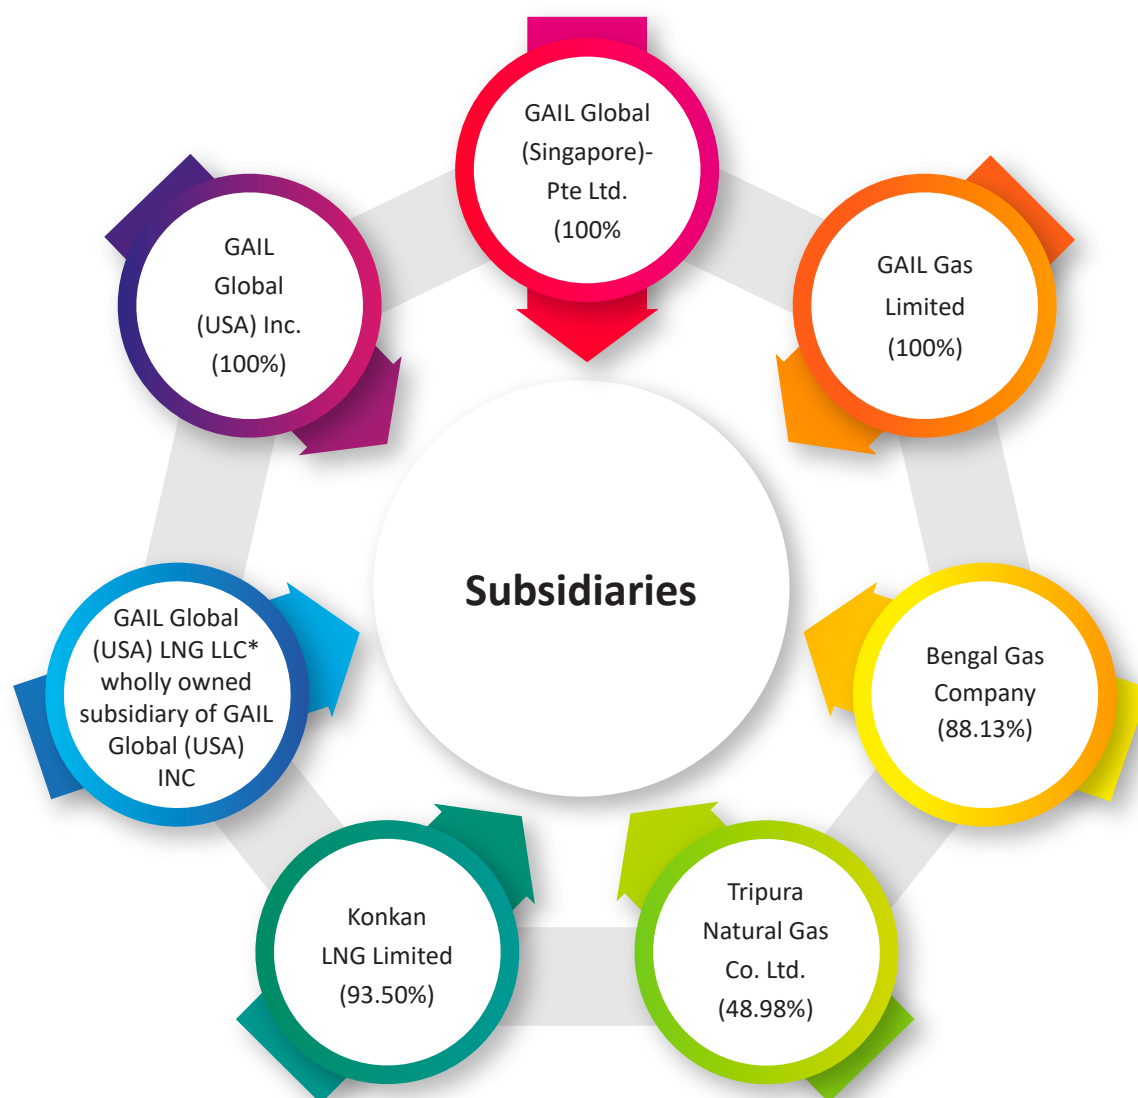 GAIL Global
(Singapore)-
Pte Ltd.
(100%
GAIL Gas
Limited
(100%)
Bengal Gas
Company
(88.13%)
Tripura
Natural Gas
Co. Ltd.
(48.98%)
Konkan
LNG Limited
(93.50%)
GAIL Global
(USA) LNG LLC*
wholly owned
subsidiary of GAIL
Global (USA)
INC
GAIL
Global
(USA) Inc.
(100%)
Subsidiaries